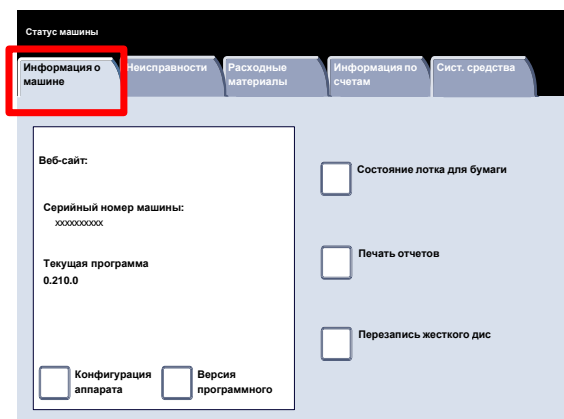 Статус машины
Информация о
машине
Неисправности
Расходные
материалы
Информация по
счетам
Сист. средства
Веб-сайт:
Серийный номер машины:
xxxxxxxxxx
Текущая программа
0.210.0
Конфигурация
аппарата
Версия
программного
Состояние лотка для бумаги
Печать отчетов
Перезапись жесткого дис